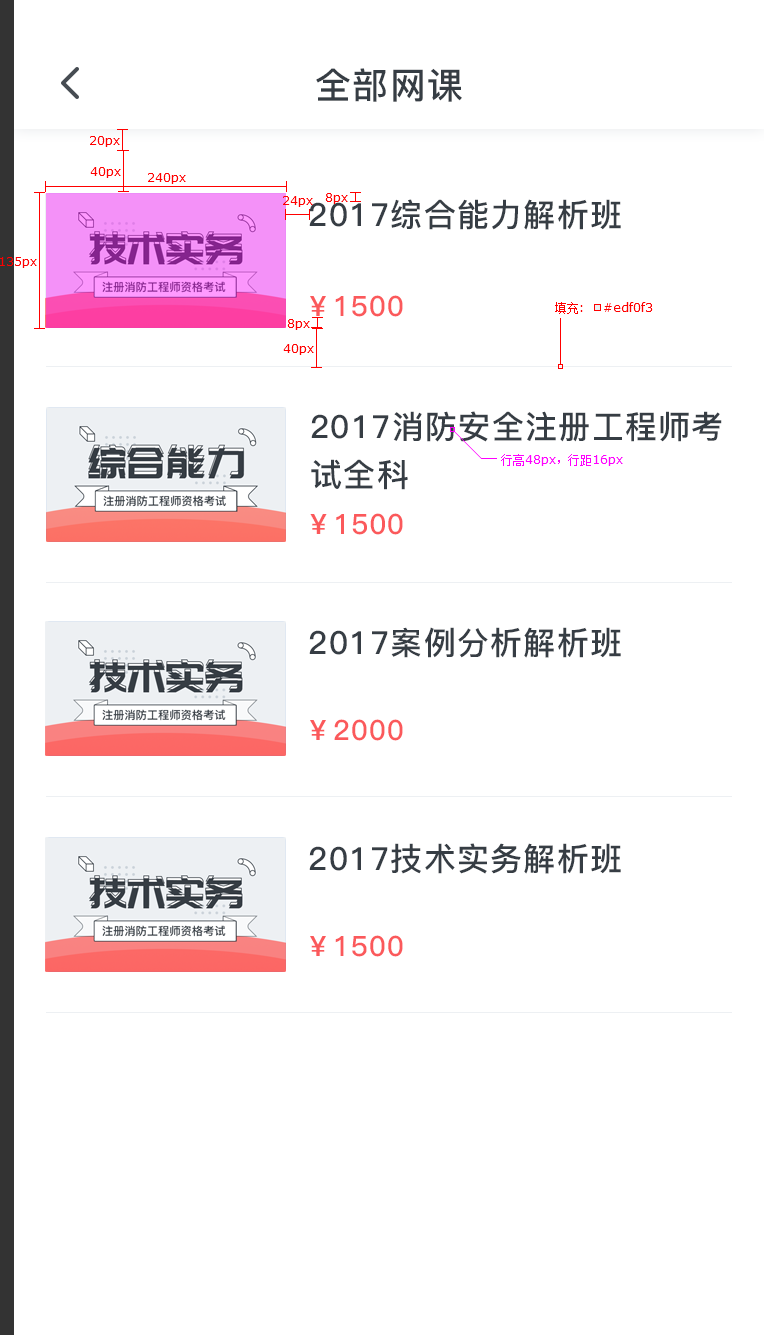 全部网课
20px
40px
240px
24px
8px
135px
技术实务
注册消防工程师资格考试
2017综合能力解析班
¥1500
8px
40px
填充: #edf0f3
综合能力
注册消防工程师资格考试
2017消防安全注册工程师考
试全科
行高48px，行距16px
¥1500
技术实务
注册消防工程师资格考试
2017案例分析解析班
¥2000
技术实务
注册消防工程师资格考试
2017技术实务解析班
¥1500